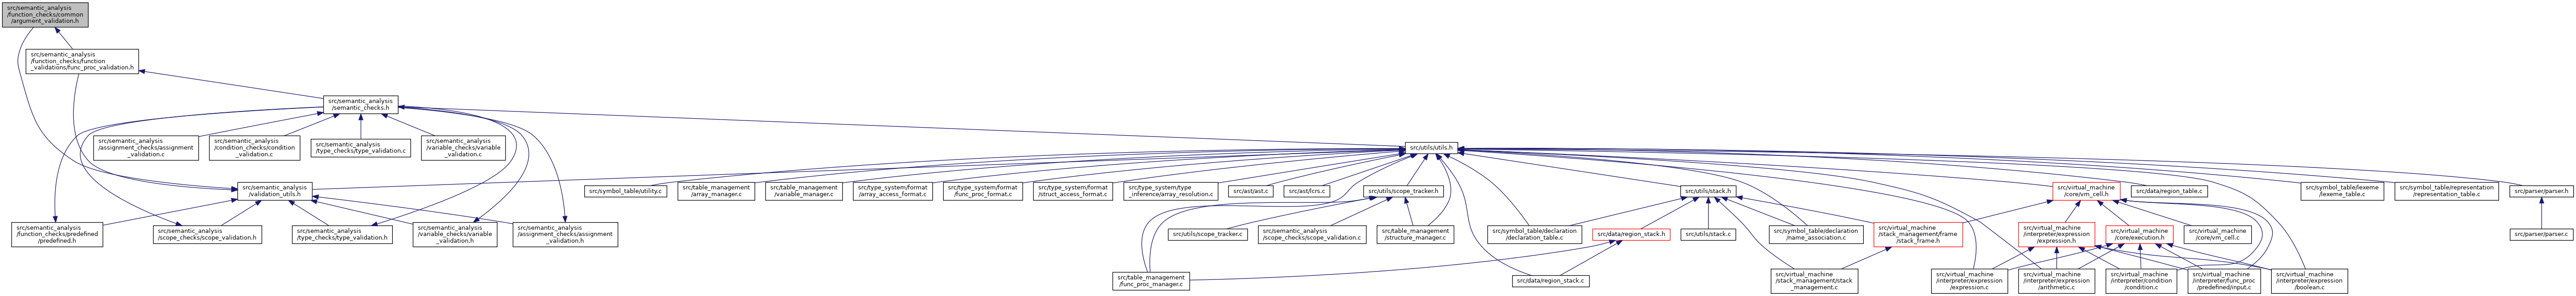 src/semantic_analysis
/function_checks/common
/argument_validation.h
src/semantic_analysis
/function_checks/function
_validations/func_proc_validation.h
src/semantic_analysis
/semantic_checks.h
src/semantic_analysis
/assignment_checks/assignment
_validation.c
src/semantic_analysis
/condition_checks/condition
_validation.c
src/semantic_analysis
/type_checks/type_validation.c
src/semantic_analysis
/variable_checks/variable
_validation.c
src/utils/utils.h
src/semantic_analysis
/validation_utils.h
src/symbol_table/utility.c
src/table_management
/array_manager.c
src/table_management
/variable_manager.c
src/type_system/format
/array_access_format.c
src/type_system/format
/func_proc_format.c
src/type_system/format
/struct_access_format.c
src/type_system/type
_inference/array_resolution.c
src/ast/ast.c
src/ast/lcrs.c
src/utils/scope_tracker.h
src/utils/stack.h
src/virtual_machine
/core/vm_cell.h
src/data/region_table.c
src/symbol_table/lexeme
/lexeme_table.c
src/symbol_table/representation
/representation_table.c
src/parser/parser.h
src/semantic_analysis
/function_checks/predefined
/predefined.h
src/semantic_analysis
/scope_checks/scope_validation.h
src/semantic_analysis
/type_checks/type_validation.h
src/semantic_analysis
/variable_checks/variable
_validation.h
src/semantic_analysis
/assignment_checks/assignment
_validation.h
src/utils/scope_tracker.c
src/semantic_analysis
/scope_checks/scope_validation.c
src/table_management
/structure_manager.c
src/symbol_table/declaration
/declaration_table.c
src/data/region_stack.h
src/utils/stack.c
src/symbol_table/declaration
/name_association.c
src/virtual_machine
/stack_management/frame
/stack_frame.h
src/virtual_machine
/interpreter/expression
/expression.h
src/virtual_machine
/core/execution.h
src/virtual_machine
/core/vm_cell.c
src/parser/parser.c
src/table_management
/func_proc_manager.c
src/data/region_stack.c
src/virtual_machine
/stack_management/stack
_management.c
src/virtual_machine
/interpreter/expression
/expression.c
src/virtual_machine
/interpreter/expression
/arithmetic.c
src/virtual_machine
/interpreter/condition
/condition.c
src/virtual_machine
/interpreter/func_proc
/predefined/input.c
src/virtual_machine
/interpreter/expression
/boolean.c